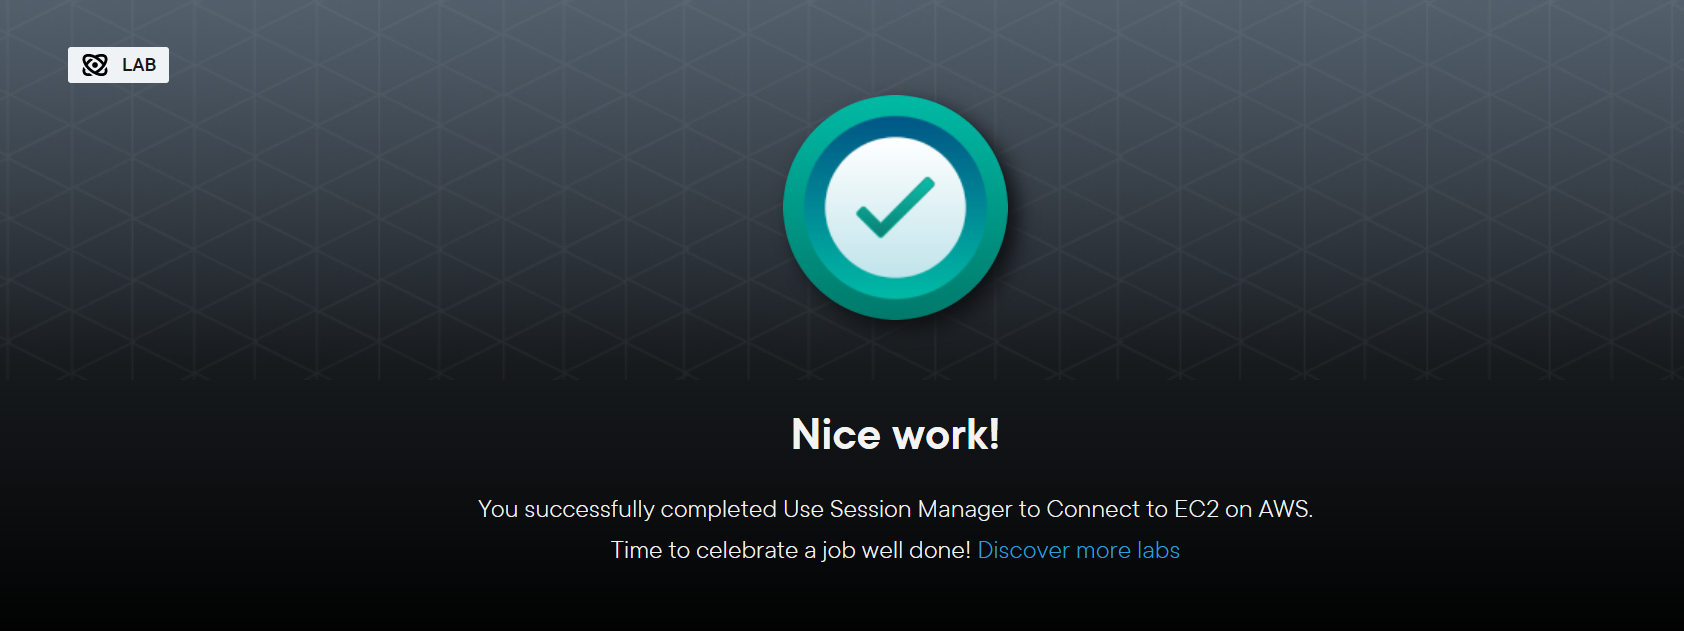 LAB
Nice work!
You successfully completed Use Session Manager to Connect to EC2 on AWS.
Time to celebrate a job well done! Discover more labs